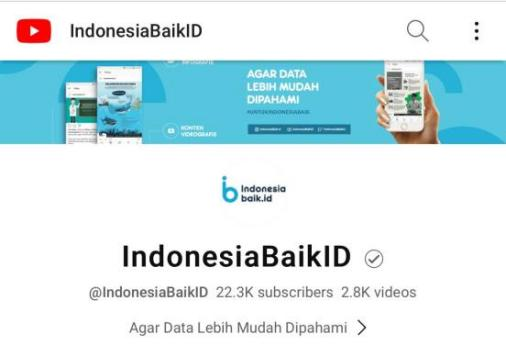 IndonesiaBaikID
AGAR DATA
LEBIH MUDAH
DIPAHAMI
KONTEN
VIDEOGRAFIS
Indonesia
baik.id
IndonesiaBaikID
@IndonesiaBaikID 22.3K subscribers 2.8K videos
Agar Data Lebih Mudah Dipahami